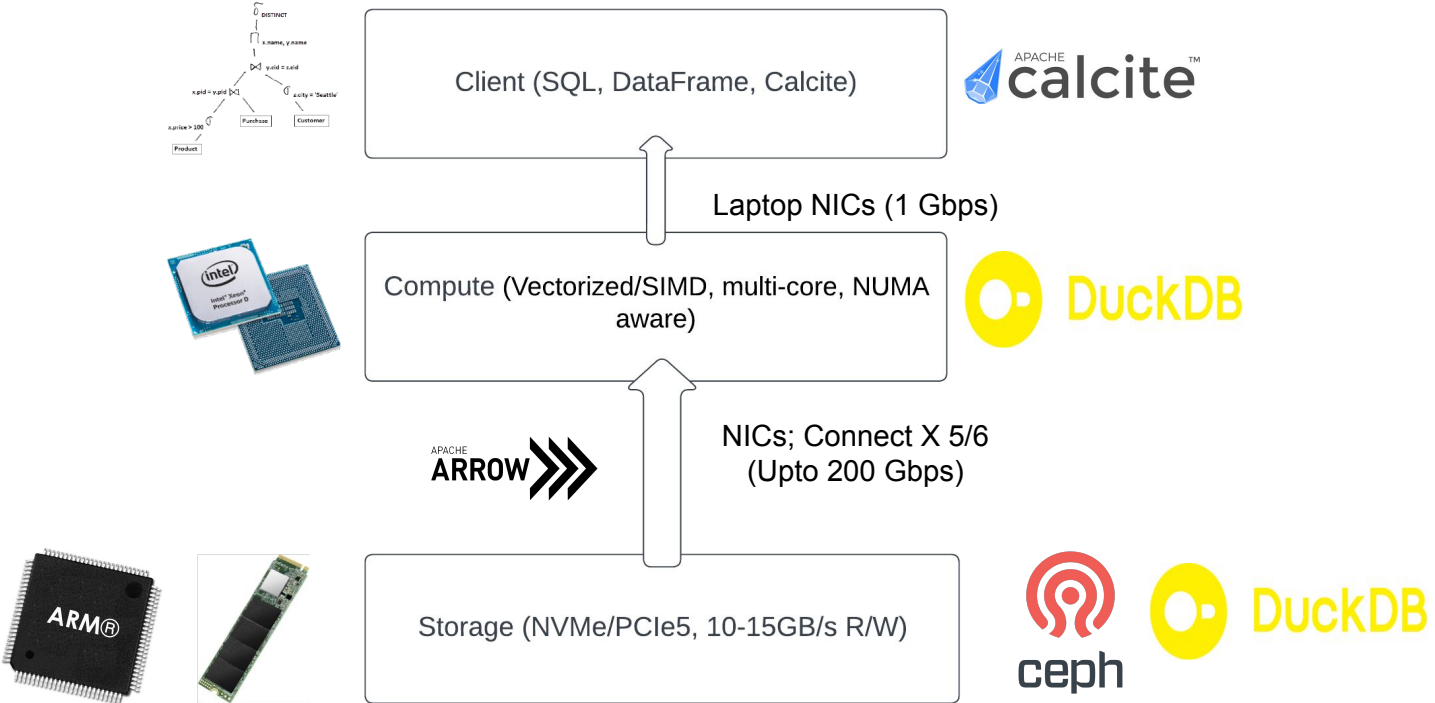 DISTINCT
x.name, y.name
y.cid = z.cid
x.pid = y.pid
z.city = 'Seattle'
x.price > 100
Purchase
Customer
Product
Client (SQL, DataFrame, Calcite)
APACHE
calcite™
Laptop NICs (1 Gbps)
intel
Intel® Xeon®
Processor D
Compute (Vectorized/SIMD, multi-core, NUMA
aware)
DuckDB
APACHE
ARROW
NICs; Connect X 5/6
(Upto 200 Gbps)
ARM®
Storage (NVMe/PCIe5, 10-15GB/s R/W)
ceph
DuckDB